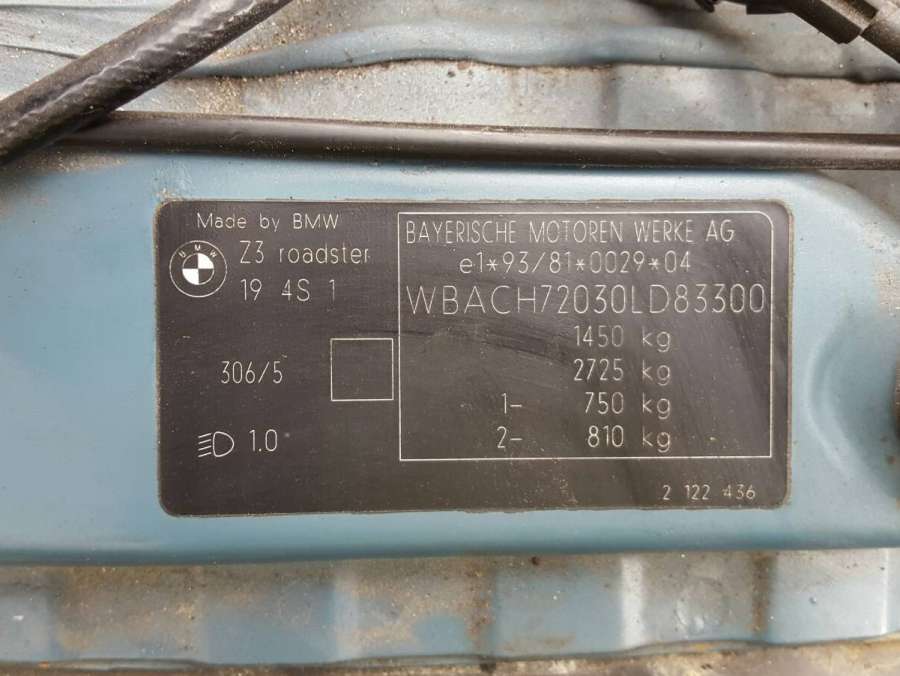 Made by BMW
BMW
Z3 roadster
19 4S 1
306/5
1.0
BAYERISCHE MOTOREN WERKE AG
e1*93/81*0029*04
WBACH72030LD83300
1450 kg
2725 kg
1- 750 kg
2- 810 kg
2 122 436